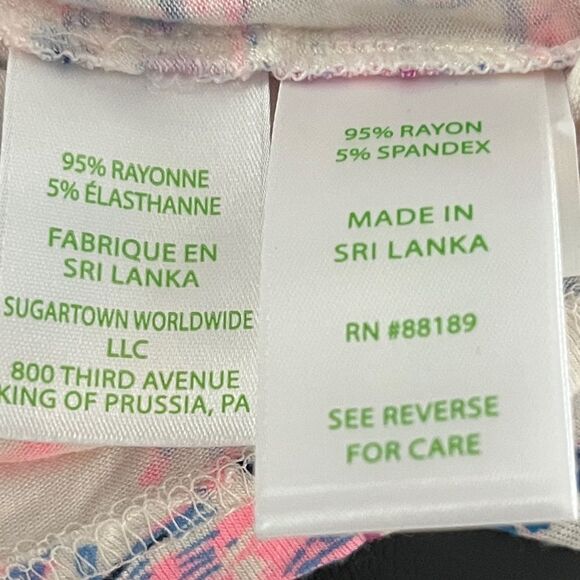 95% RAYONNE
5% ÉLASTHANNE
FABRIQUE EN
SRI LANKA
SUGARTOWN WORLDWIDE
LLC
800 THIRD AVENUE
KING OF PRUSSIA, PA
95% RAYON
5% SPANDEX
MADE IN
SRI LANKA
RN #88189
SEE REVERSE
FOR CARE